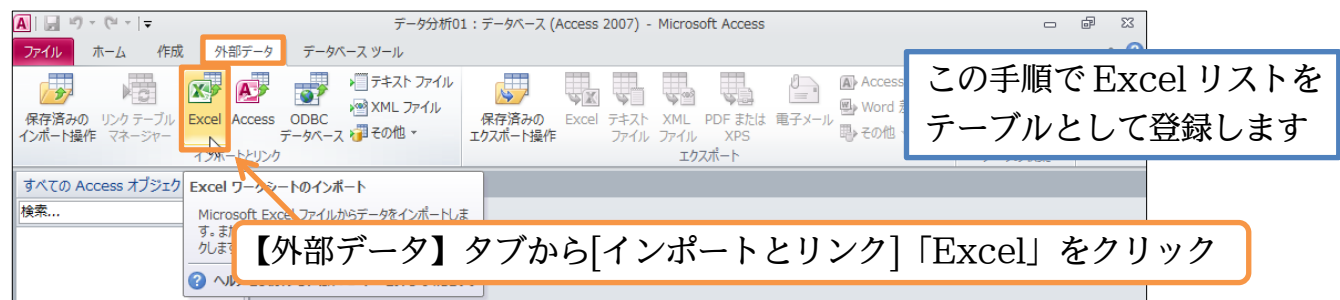 データ分析01：データベース (Access 2007) - Microsoft Access
ファイル ホーム 作成 外部データ データベース ツール
保存済みの インポート操作
リンク テーブル マネージャー
Excel Access
ODBC データベース
テキスト ファイル
XML ファイル
その他
インポートとリンク
保存済みの エクスポート操作
Excel
テキスト ファイル
XML ファイル
PDF または XPS
電子メール
Access
Word
その他
エクスポート
この手順で Excel リストを
テーブルとして登録します
すべての Access オブジェク
検索...
Excel ワークシートのインポート
Microsoft Excel ファイルからデータをインポートしま
す。また
クします
【外部データ】タブから[インポートとリンク]「Excel」をクリック